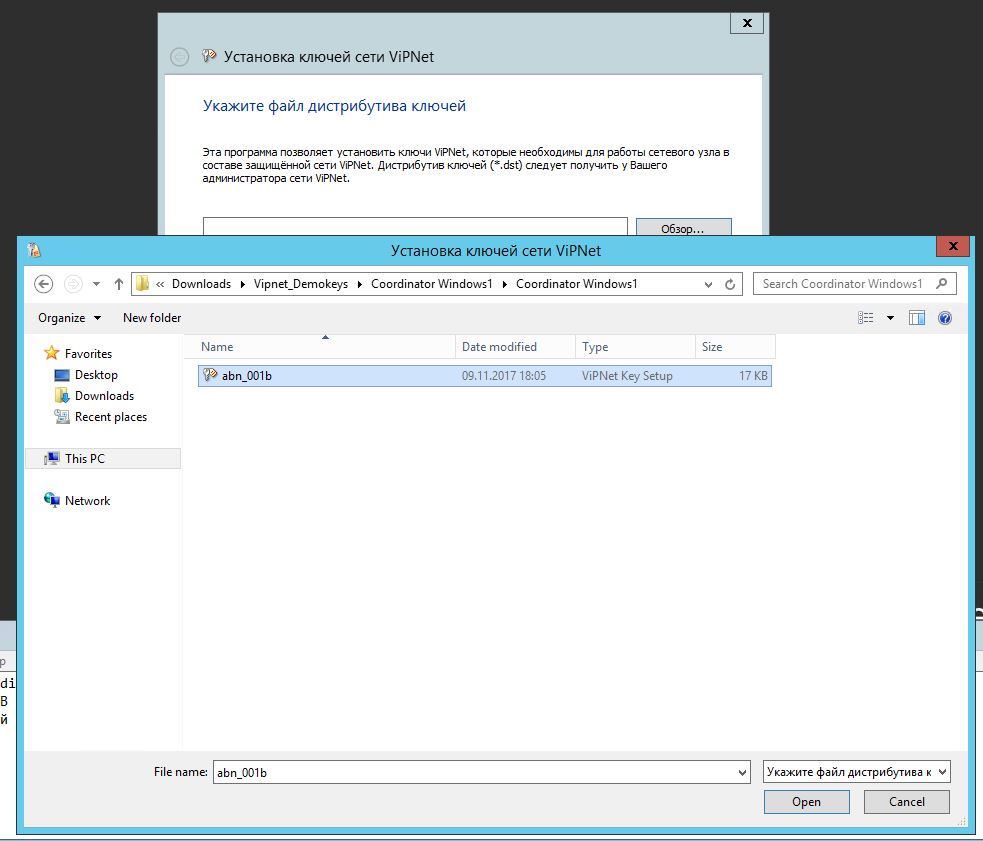 x
Установка ключей сети ViPNet
Укажите файл дистрибутива ключей
Эта программа позволяет установить ключи ViPNet, которые необходимы для работы сетевого узла в
составе защищённой сети ViPNet. Дистрибутив ключей (*.dst) следует получить у Вашего
администратора сети ViPNet.
Обзор...
Установка ключей сети ViPNet
x
« Downloads Vipnet_Demokeys Coordinator Windows1 Coordinator Windows1
Search Coordinator Windows1
Organize New folder
Name Date modified Type Size
abn_001b 09.11.2017 18:05 ViPNet Key Setup 17 KB
Favorites
Desktop
Downloads
Recent places
This PC
Network
р
di
В
й
File name: abn_001b Укажите файл дистрибутива к
Open Cancel